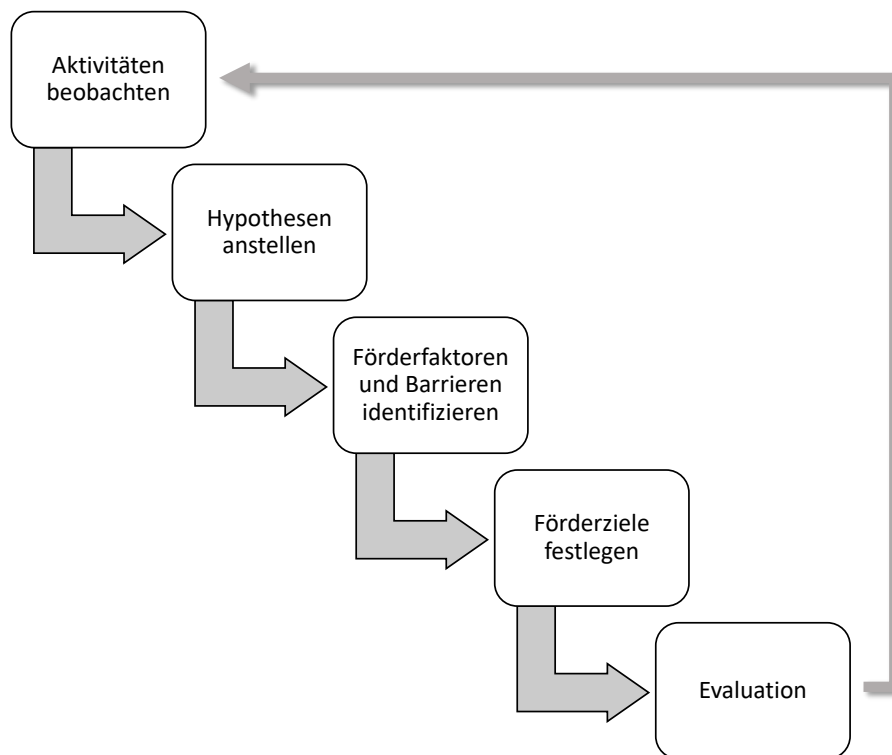 Aktivitäten
beobachten
Hypothesen
anstellen
Förderfaktoren
und Barrieren
identifizieren
Förderziele
festlegen
Evaluation